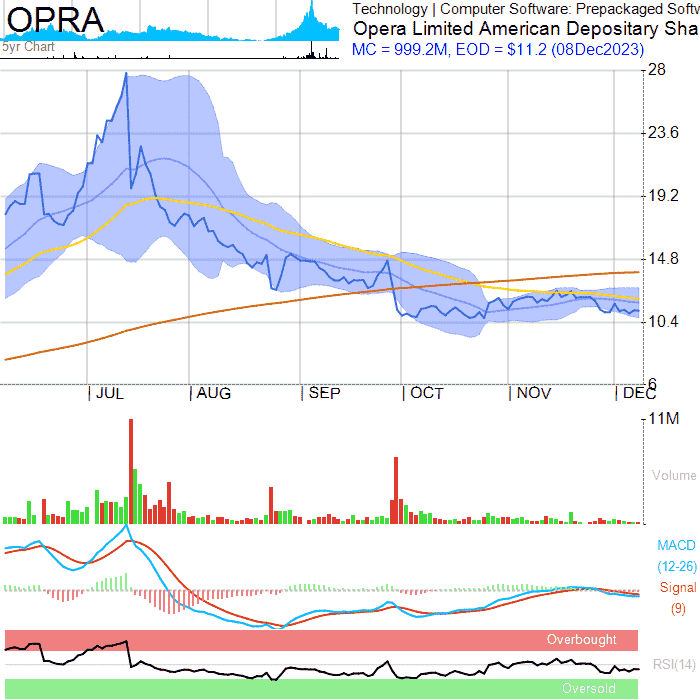 OPRA
5yr Chart
Technology | Computer Software: Prepackaged Softw
Opera Limited American Depositary Sha
MC = 999.2M, EOD = $11.2 (08Dec2023)
28
23.6
19.2
14.8
10.4
6
JUL AUG SEP OCT NOV DEC
11M
Volume
MACD
(12-26)
Signal
(9)
Overbought
RSI(14)
Oversold